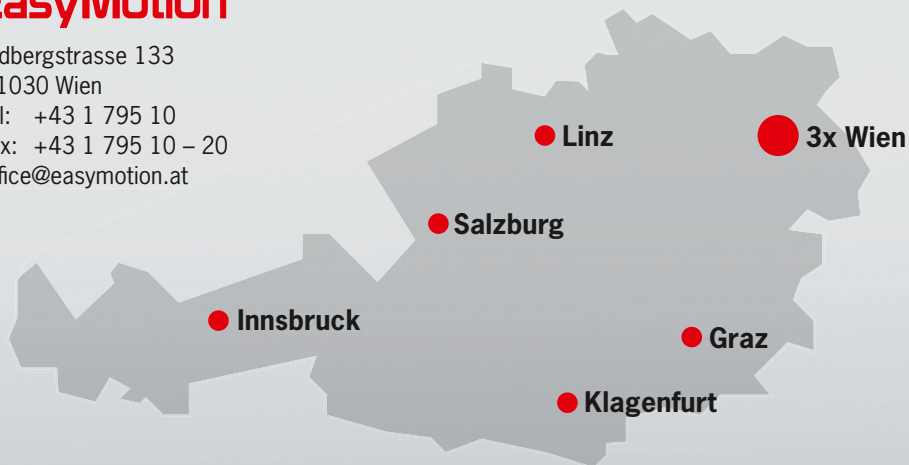 EasyMotion
dbergstrasse 133
1030 Wien
l: +43 1 795 10
x: +43 1 795 10 – 20
fice@easymotion.at
Linz
3x Wien
Salzburg
Innsbruck
Graz
Klagenfurt